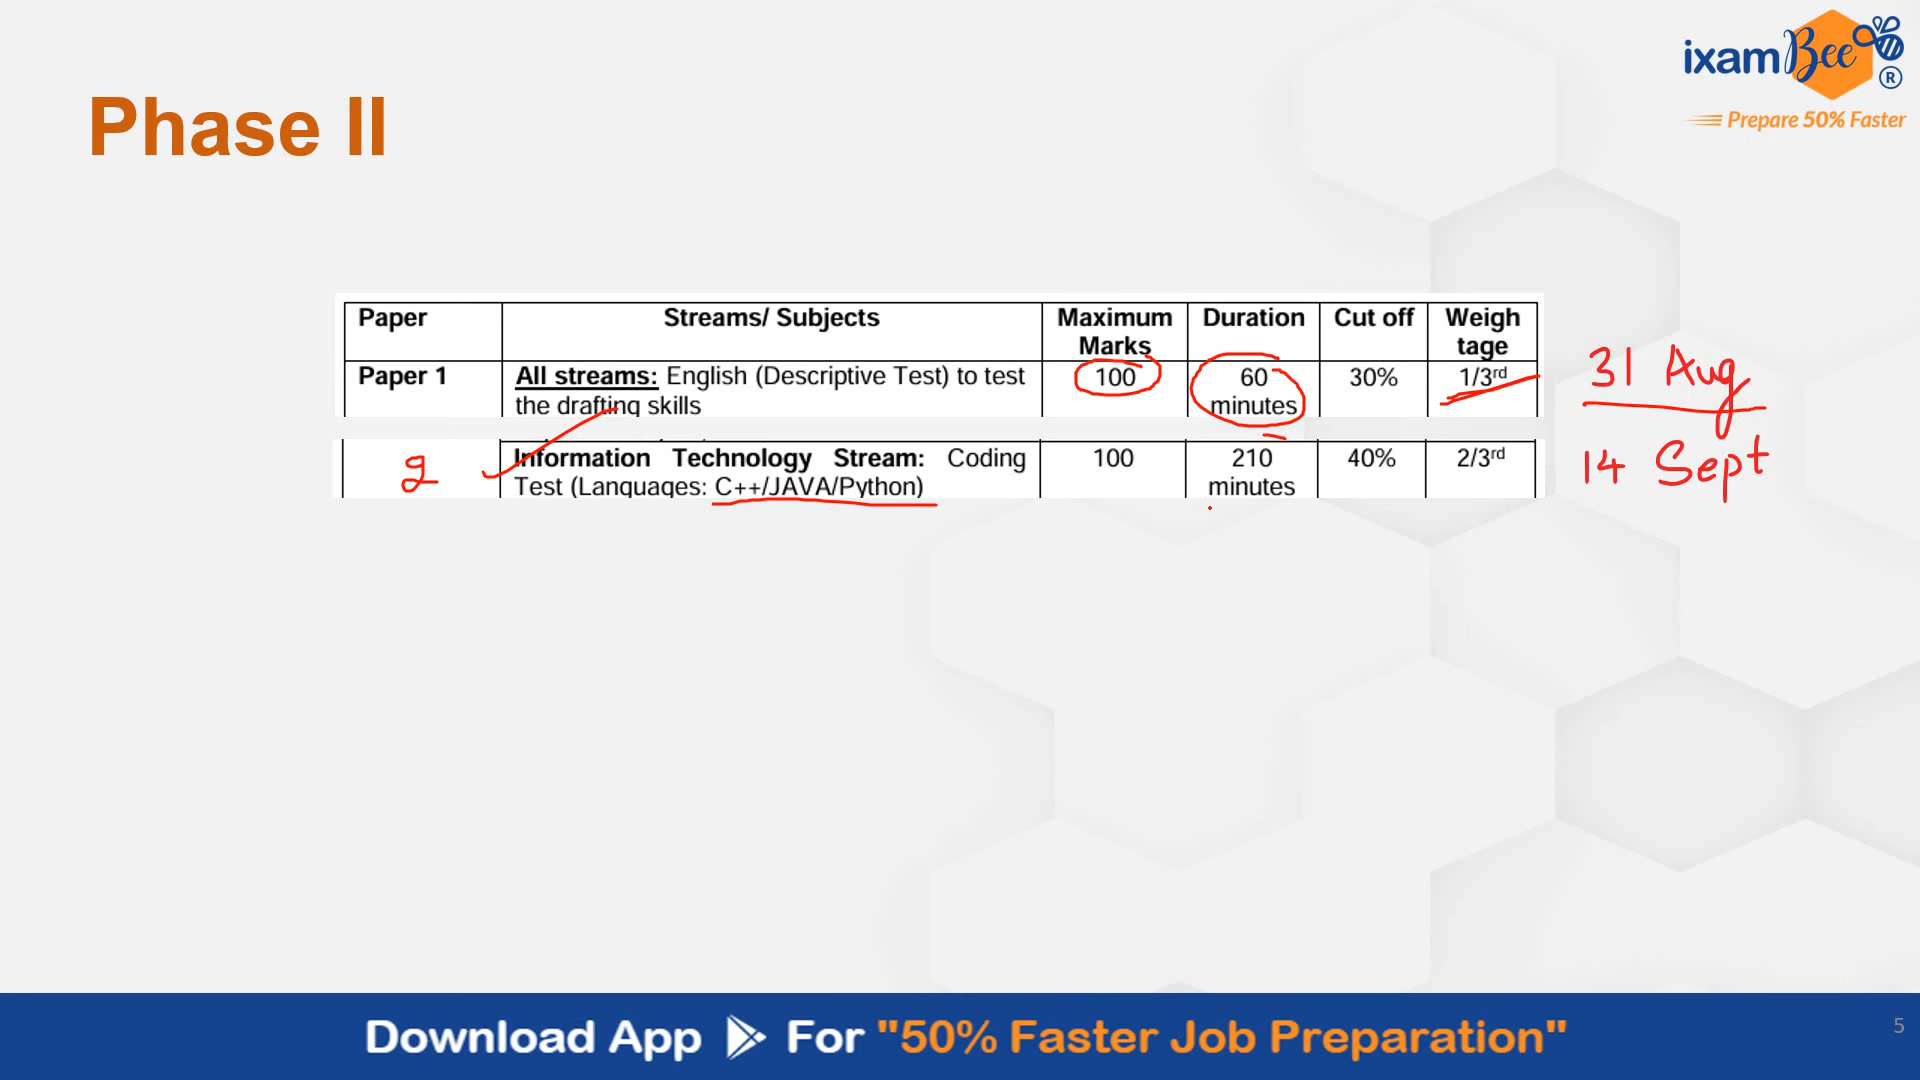 ixamBee ®
Prepare 50% Faster
Phase II
Paper Streams/ Subjects Maximum Marks Duration Cut off Weigh tage
Paper 1 All streams: English (Descriptive Test) to test 100 60 30% 1/3rd
the drafting skills minutes
31 Aug
14 Sept
2 Information Technology Stream: Coding 100 210 40% 2/3rd
Test (Languages: C++/JAVA/Python) minutes
Download App For "50% Faster Job Preparation"
5